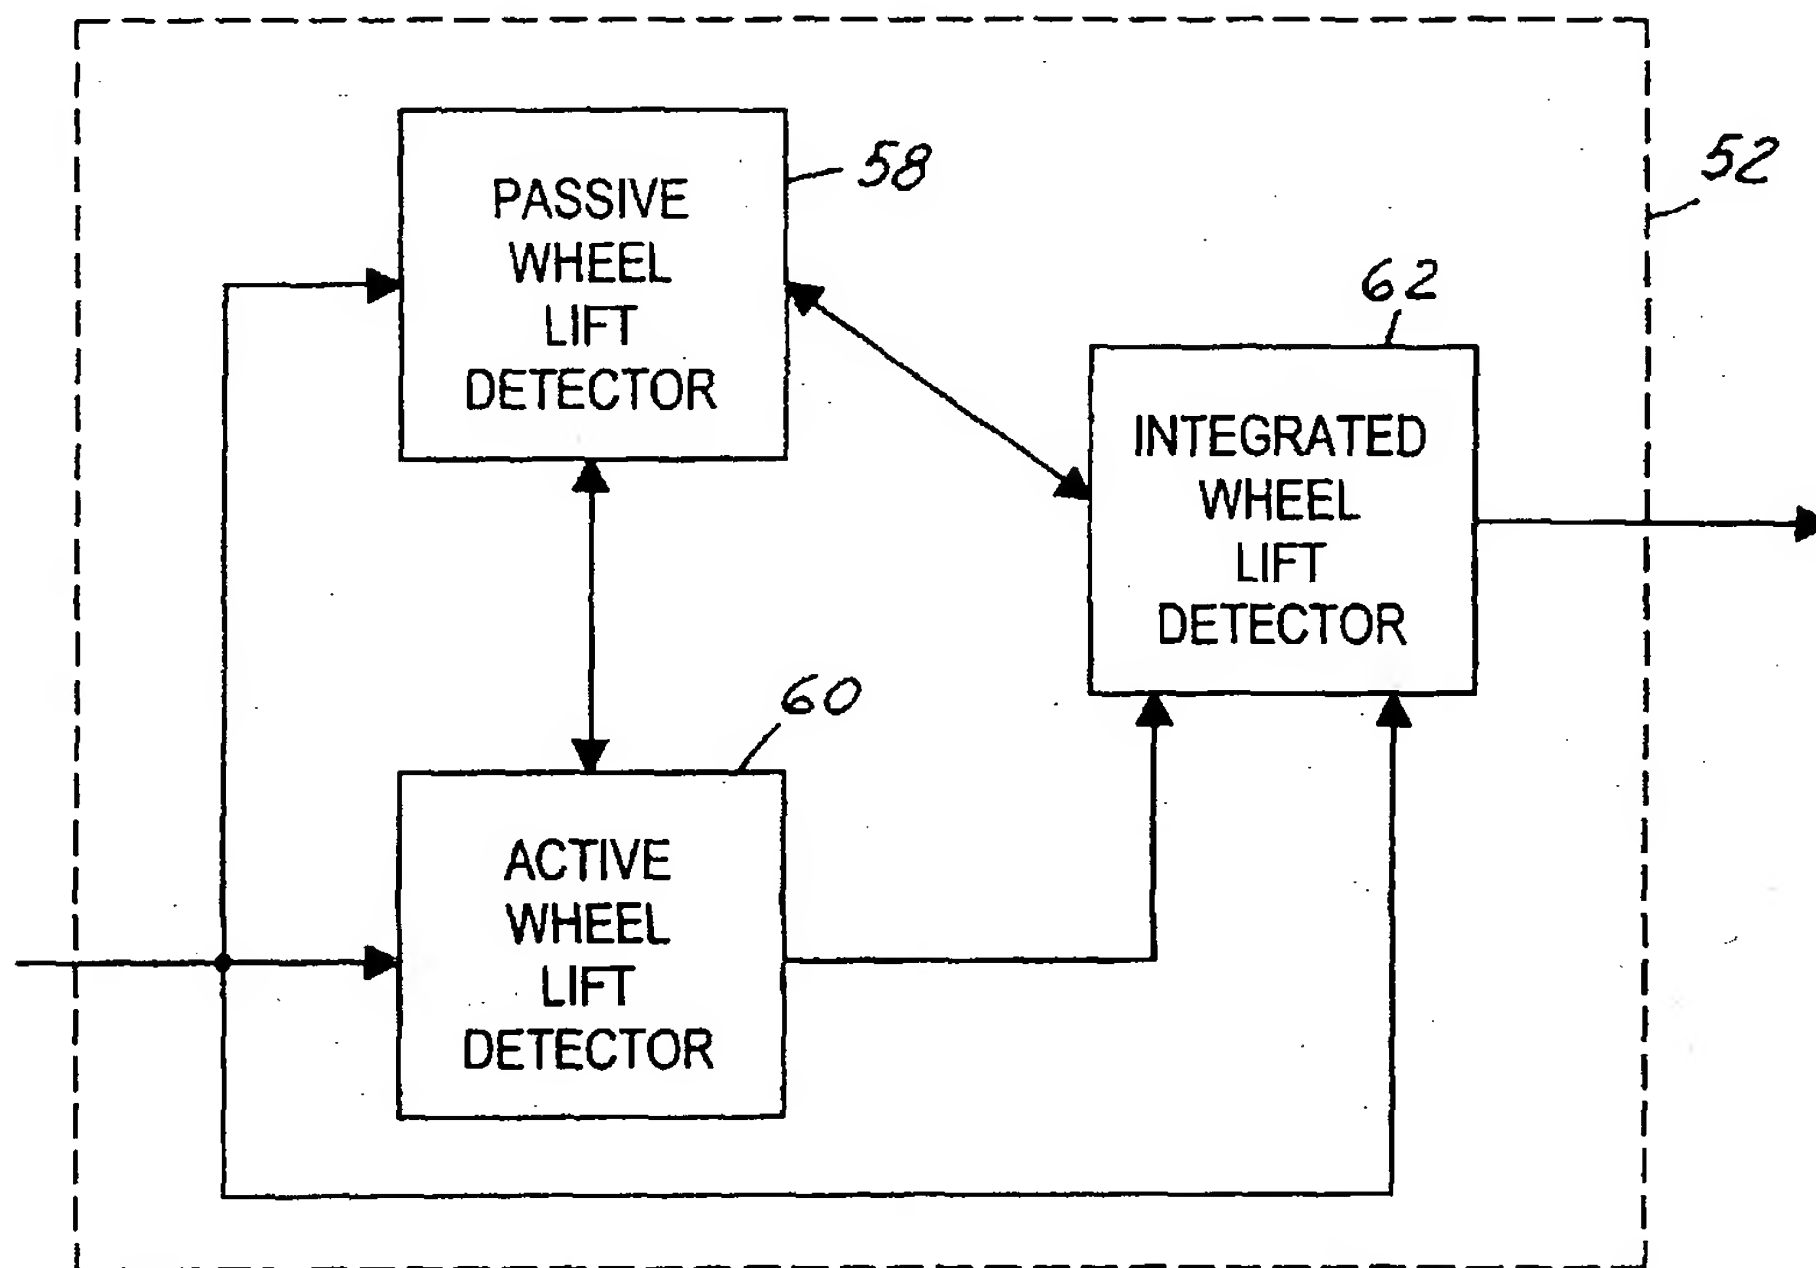 PASSIVE
WHEEL
LIFT
DETECTOR
58
52
62
INTEGRATED
WHEEL
LIFT
DETECTOR
60
ACTIVE
WHEEL
LIFT
DETECTOR